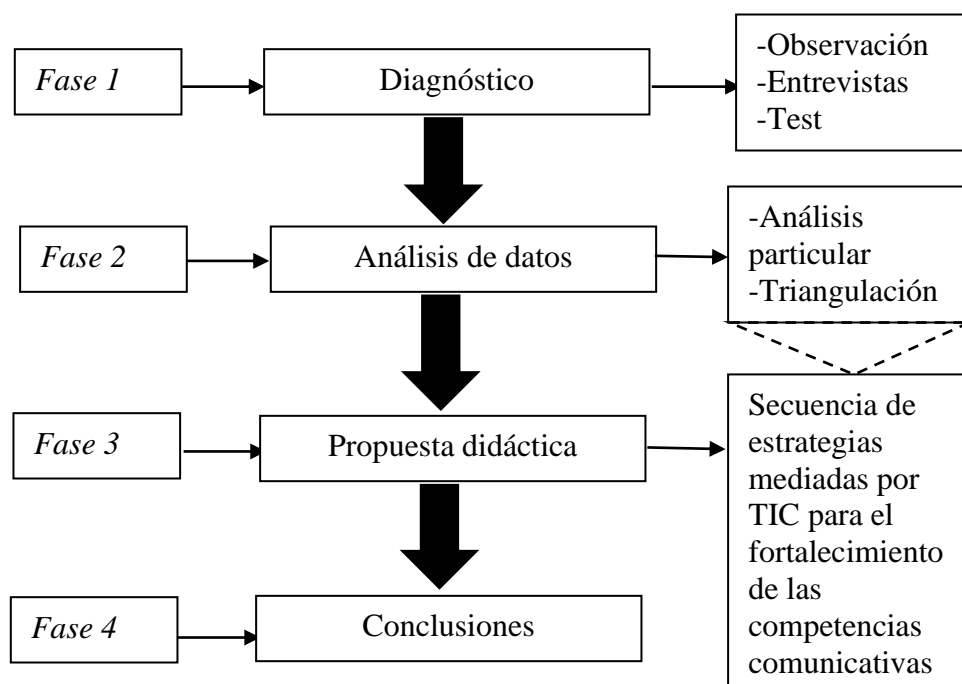 Fase 1
Diagnóstico
-Observación
-Entrevistas
-Test
Fase 2
Análisis de datos
-Análisis
particular
-Triangulación
Fase 3
Propuesta didáctica
Secuencia de
estrategias
mediadas por
TIC para el
fortalecimiento
de las
competencias
comunicativas
Fase 4
Conclusiones